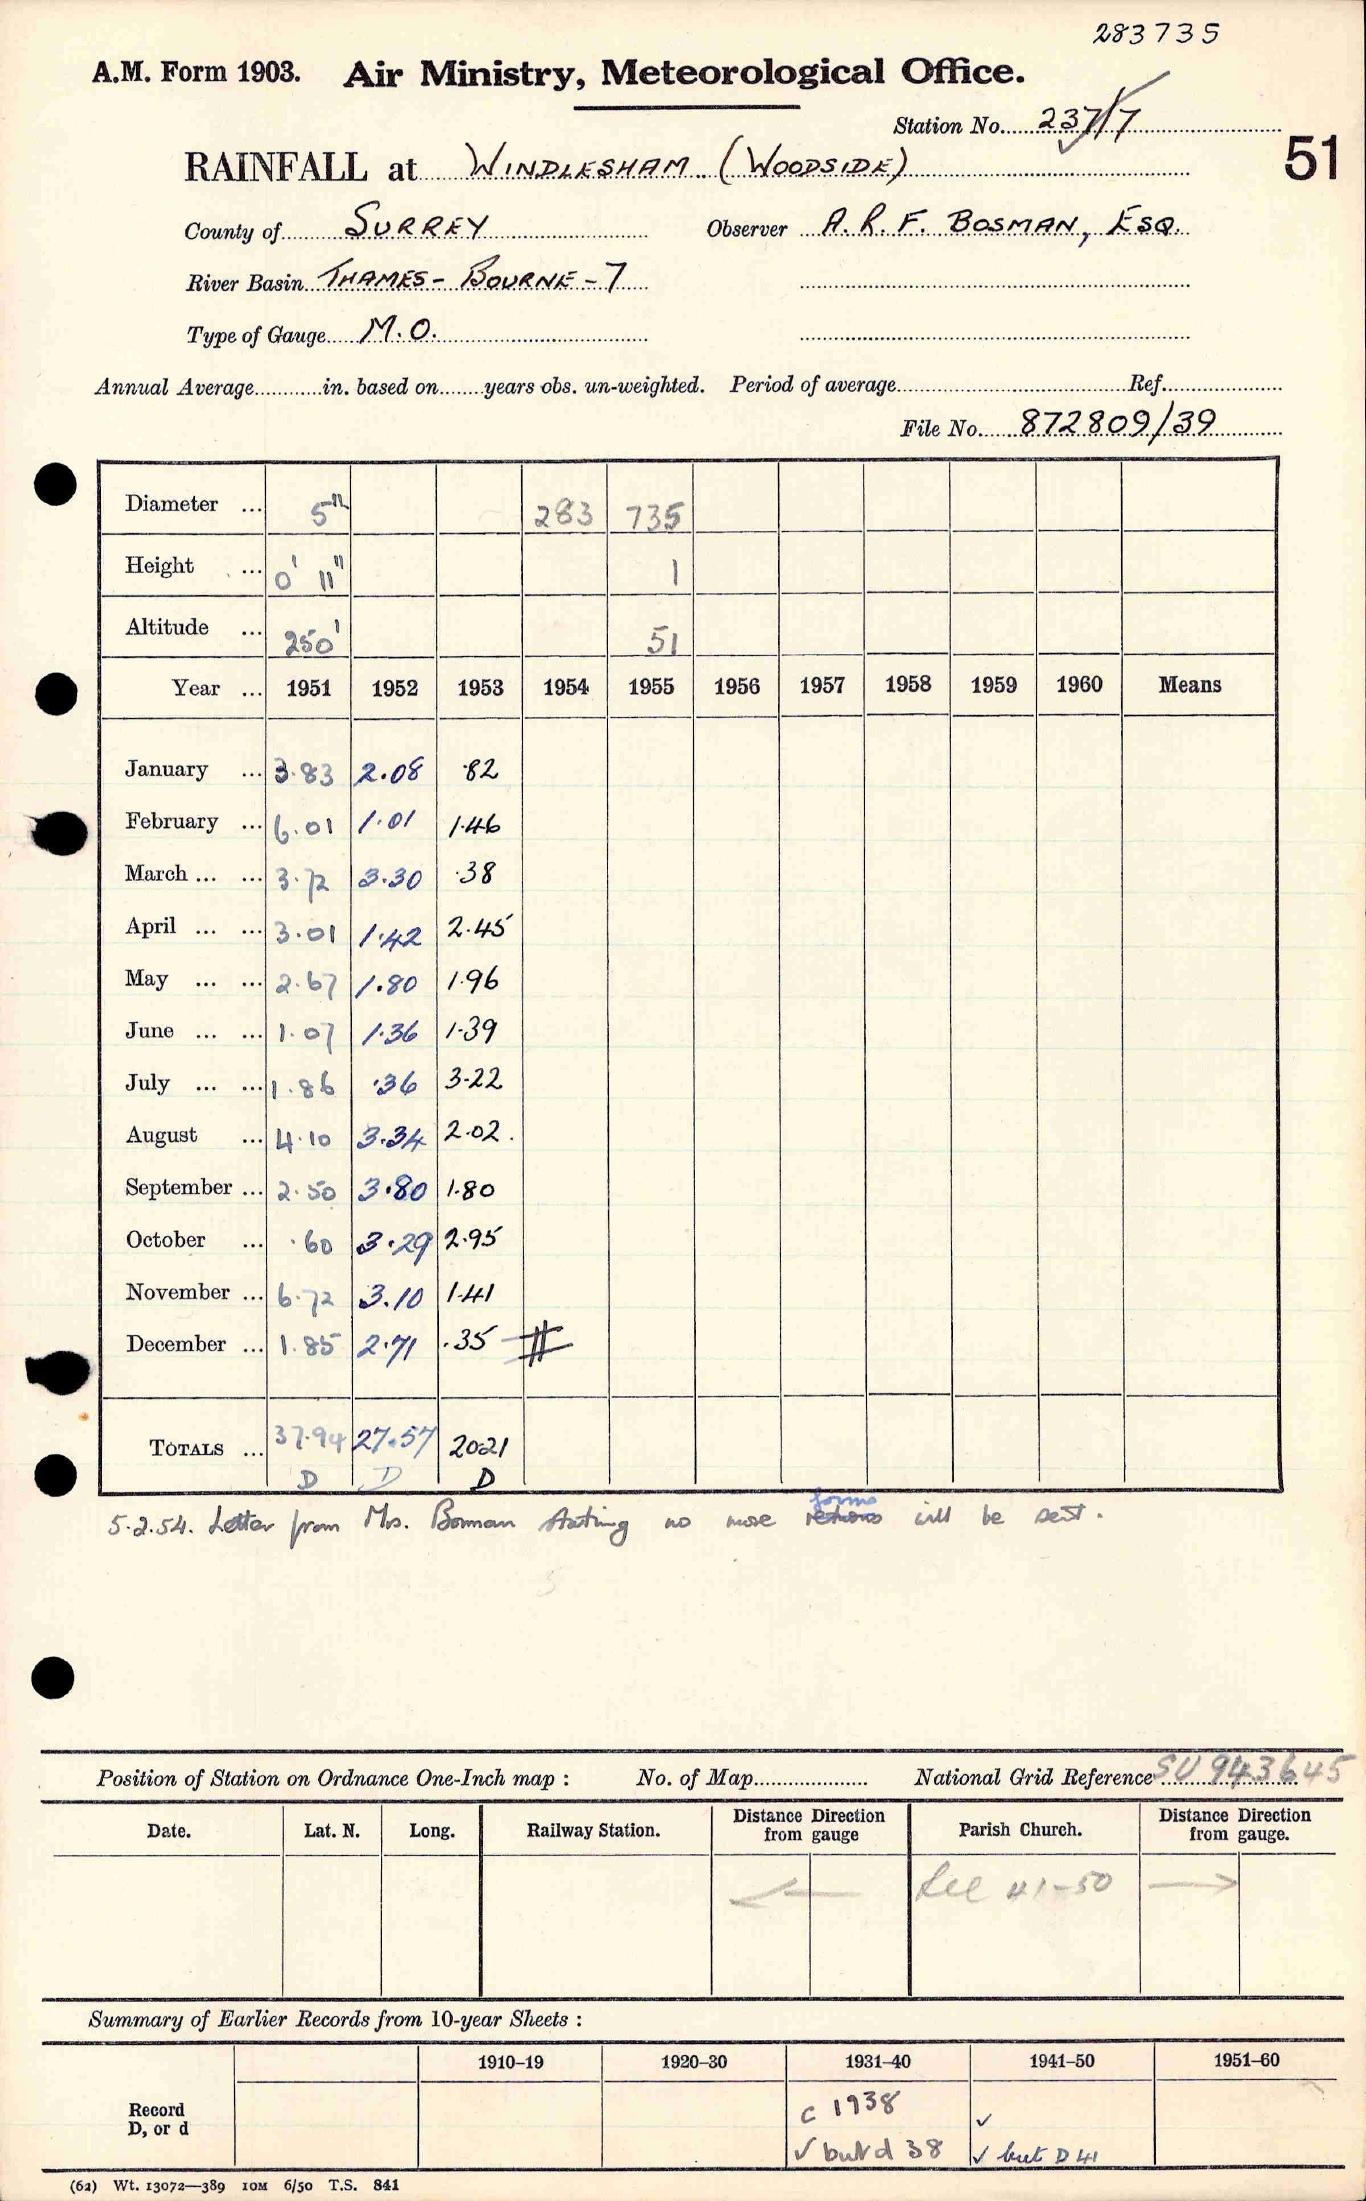 283735
A.M. Form 1903. Air Ministry, Meteorological Office.
Station No. 237/7
51
RAINFALL at WINDLESHAM (WOODSIDE)
County of SURREY Observer A. R. F. BOSMAN, ESQ.
River Basin THAMES - BOURNE - 7
Type of Gauge M.O.
Annual Average in. based on years obs. un-weighted. Period of average Ref.
File No. 872809/39
Diameter ... 5" 283 735
Height ... 0' 11" 1
Altitude ... 250' 51
Year ... 1951 1952 1953 1954 1955 1956 1957 1958 1959 1960 Means
January ... 3.83 2.08 .82
February ... 6.01 1.01 1.46
March ... ... 3.72 3.30 .38
April ... ... 3.01 1.42 2.45
May ... ... 2.67 1.80 1.96
June ... ... 1.07 1.36 1.39
July ... ... 1.86 .36 3.22
August ... 4.10 3.34 2.02.
September ... 2.50 3.80 1.80
October ... .60 3.29 2.95
November ... 6.72 3.10 1.41
December ... 1.85 2.71 .35
TOTALS ... 37.94 27.57 20.21
D D D
forms
5.2.54. Letter from Mrs. Bosman stating no more returns will be sent.
Position of Station on Ordnance One-Inch map : No. of Map National Grid Reference SU 943645
Date. Lat. N. Long. Railway Station. Distance Direction from gauge Parish Church. Distance Direction from gauge.
See 41-50
Summary of Earlier Records from 10-year Sheets :
1910–19 1920–30 1931–40 1941–50 1951–60
Record D, or d
c 1938 ✓
✓ but d 38 ✓ but D 41
(62) Wt. 13072—389 10M 6/50 T.S. 841